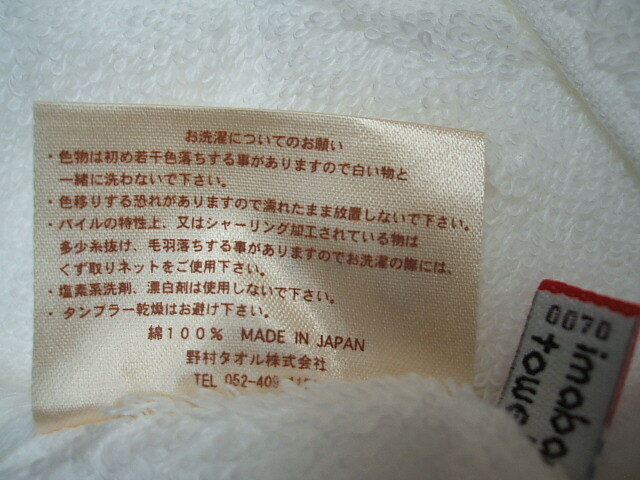 お洗濯についてのお願い
・色物は初め若干色落ちする事がありますので白い物と
一緒に洗わないで下さい。
・色移りする恐れがありますので濡れたまま放置しないで下さい。
・パイルの特性上、又はシャーリング加工されている物は
多少糸抜け、毛羽落ちする事がありますのでお洗濯の際には、
くず取りネットをご使用下さい。
・塩素系洗剤、漂白剤は使用しないで下さい。
・タンブラー乾燥はお避け下さい。
綿100% MADE IN JAPAN
野村タオル株式会社
TEL 052-409
0070
imaba
towe